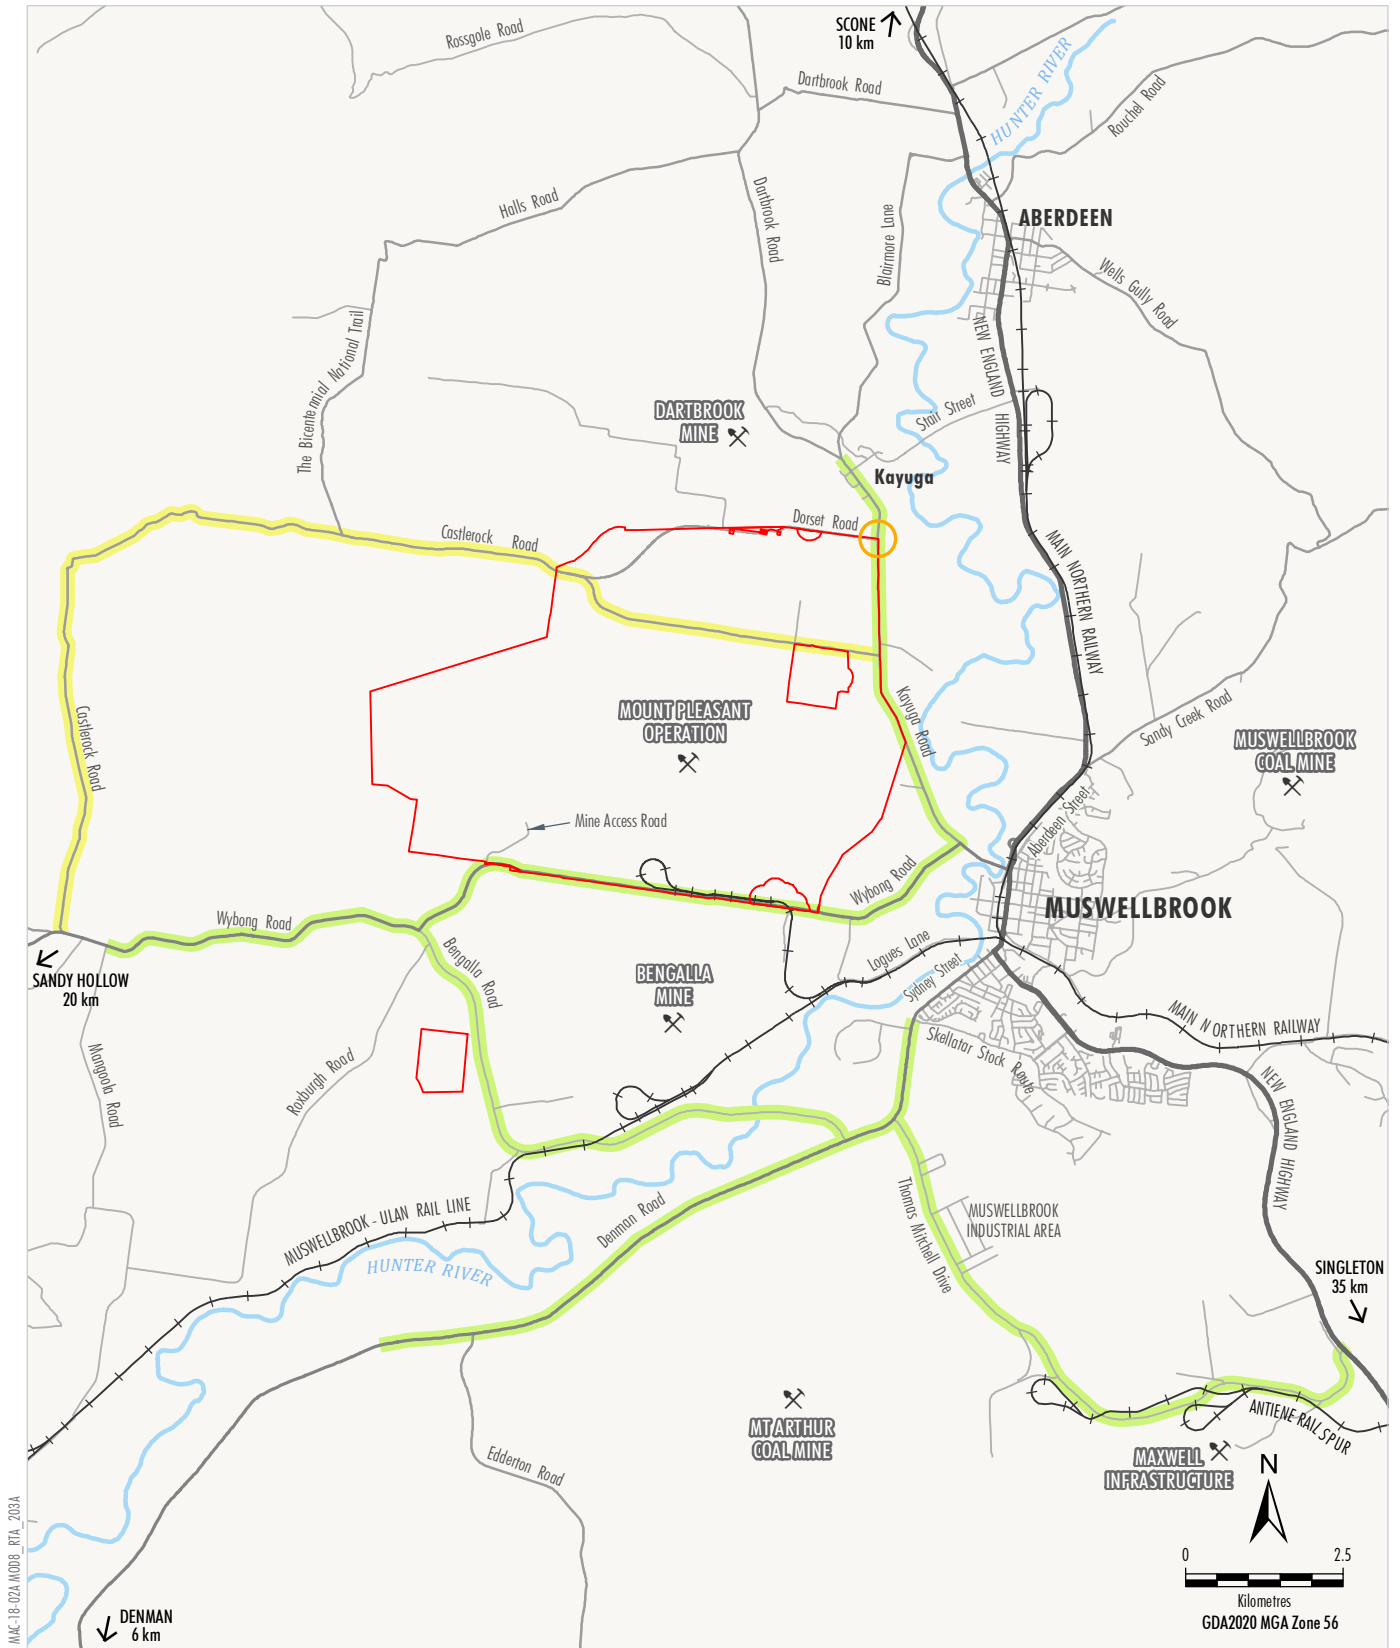 SCONE
10 km
Rossgole Road
Dartbrook Road
HUNTER RIVER
Rouchel Road
Halls Road
Dartbrook Road
Blairmore Lane
ABERDEEN
Wells Gully Road
The Bicentennial National Trail
NEW ENGLAND HIGHWAY
DARTBROOK
MINE
Stair Street
Kayuga
Castlerock Road
Dorset Road
MAIN NORTHERN RAILWAY
Castlerock Road
MOUNT PLEASANT
OPERATION
Kayuga Road
Sandy Creek Road
MUSWELLBROOK
COAL MINE
Mine Access Road
Aberdeen Street
Wybong Road
Wybong Road
MUSWELLBROOK
SANDY HOLLOW
20 km
Bengalla Road
BENGALLA
MINE
Logues Lane
Sydney Street
MAIN NORTHERN RAILWAY
Mangoola Road
Roxburgh Road
Skellatar Stock Route
NEW ENGLAND HIGHWAY
MUSWELLBROOK - ULAN RAIL LINE
HUNTER RIVER
Denman Road
Thomas Mitchell Drive
MUSWELLBROOK
INDUSTRIAL AREA
SINGLETON
35 km
MT ARTHUR
COAL MINE
ANTIENE RAIL SPUR
MAXWELL
INFRASTRUCTURE
Edderton Road
N
0 2.5
Kilometres
GDA2020 MGA Zone 56
DENMAN
6 km
MAC-18-02A MOD8_RTA_203A